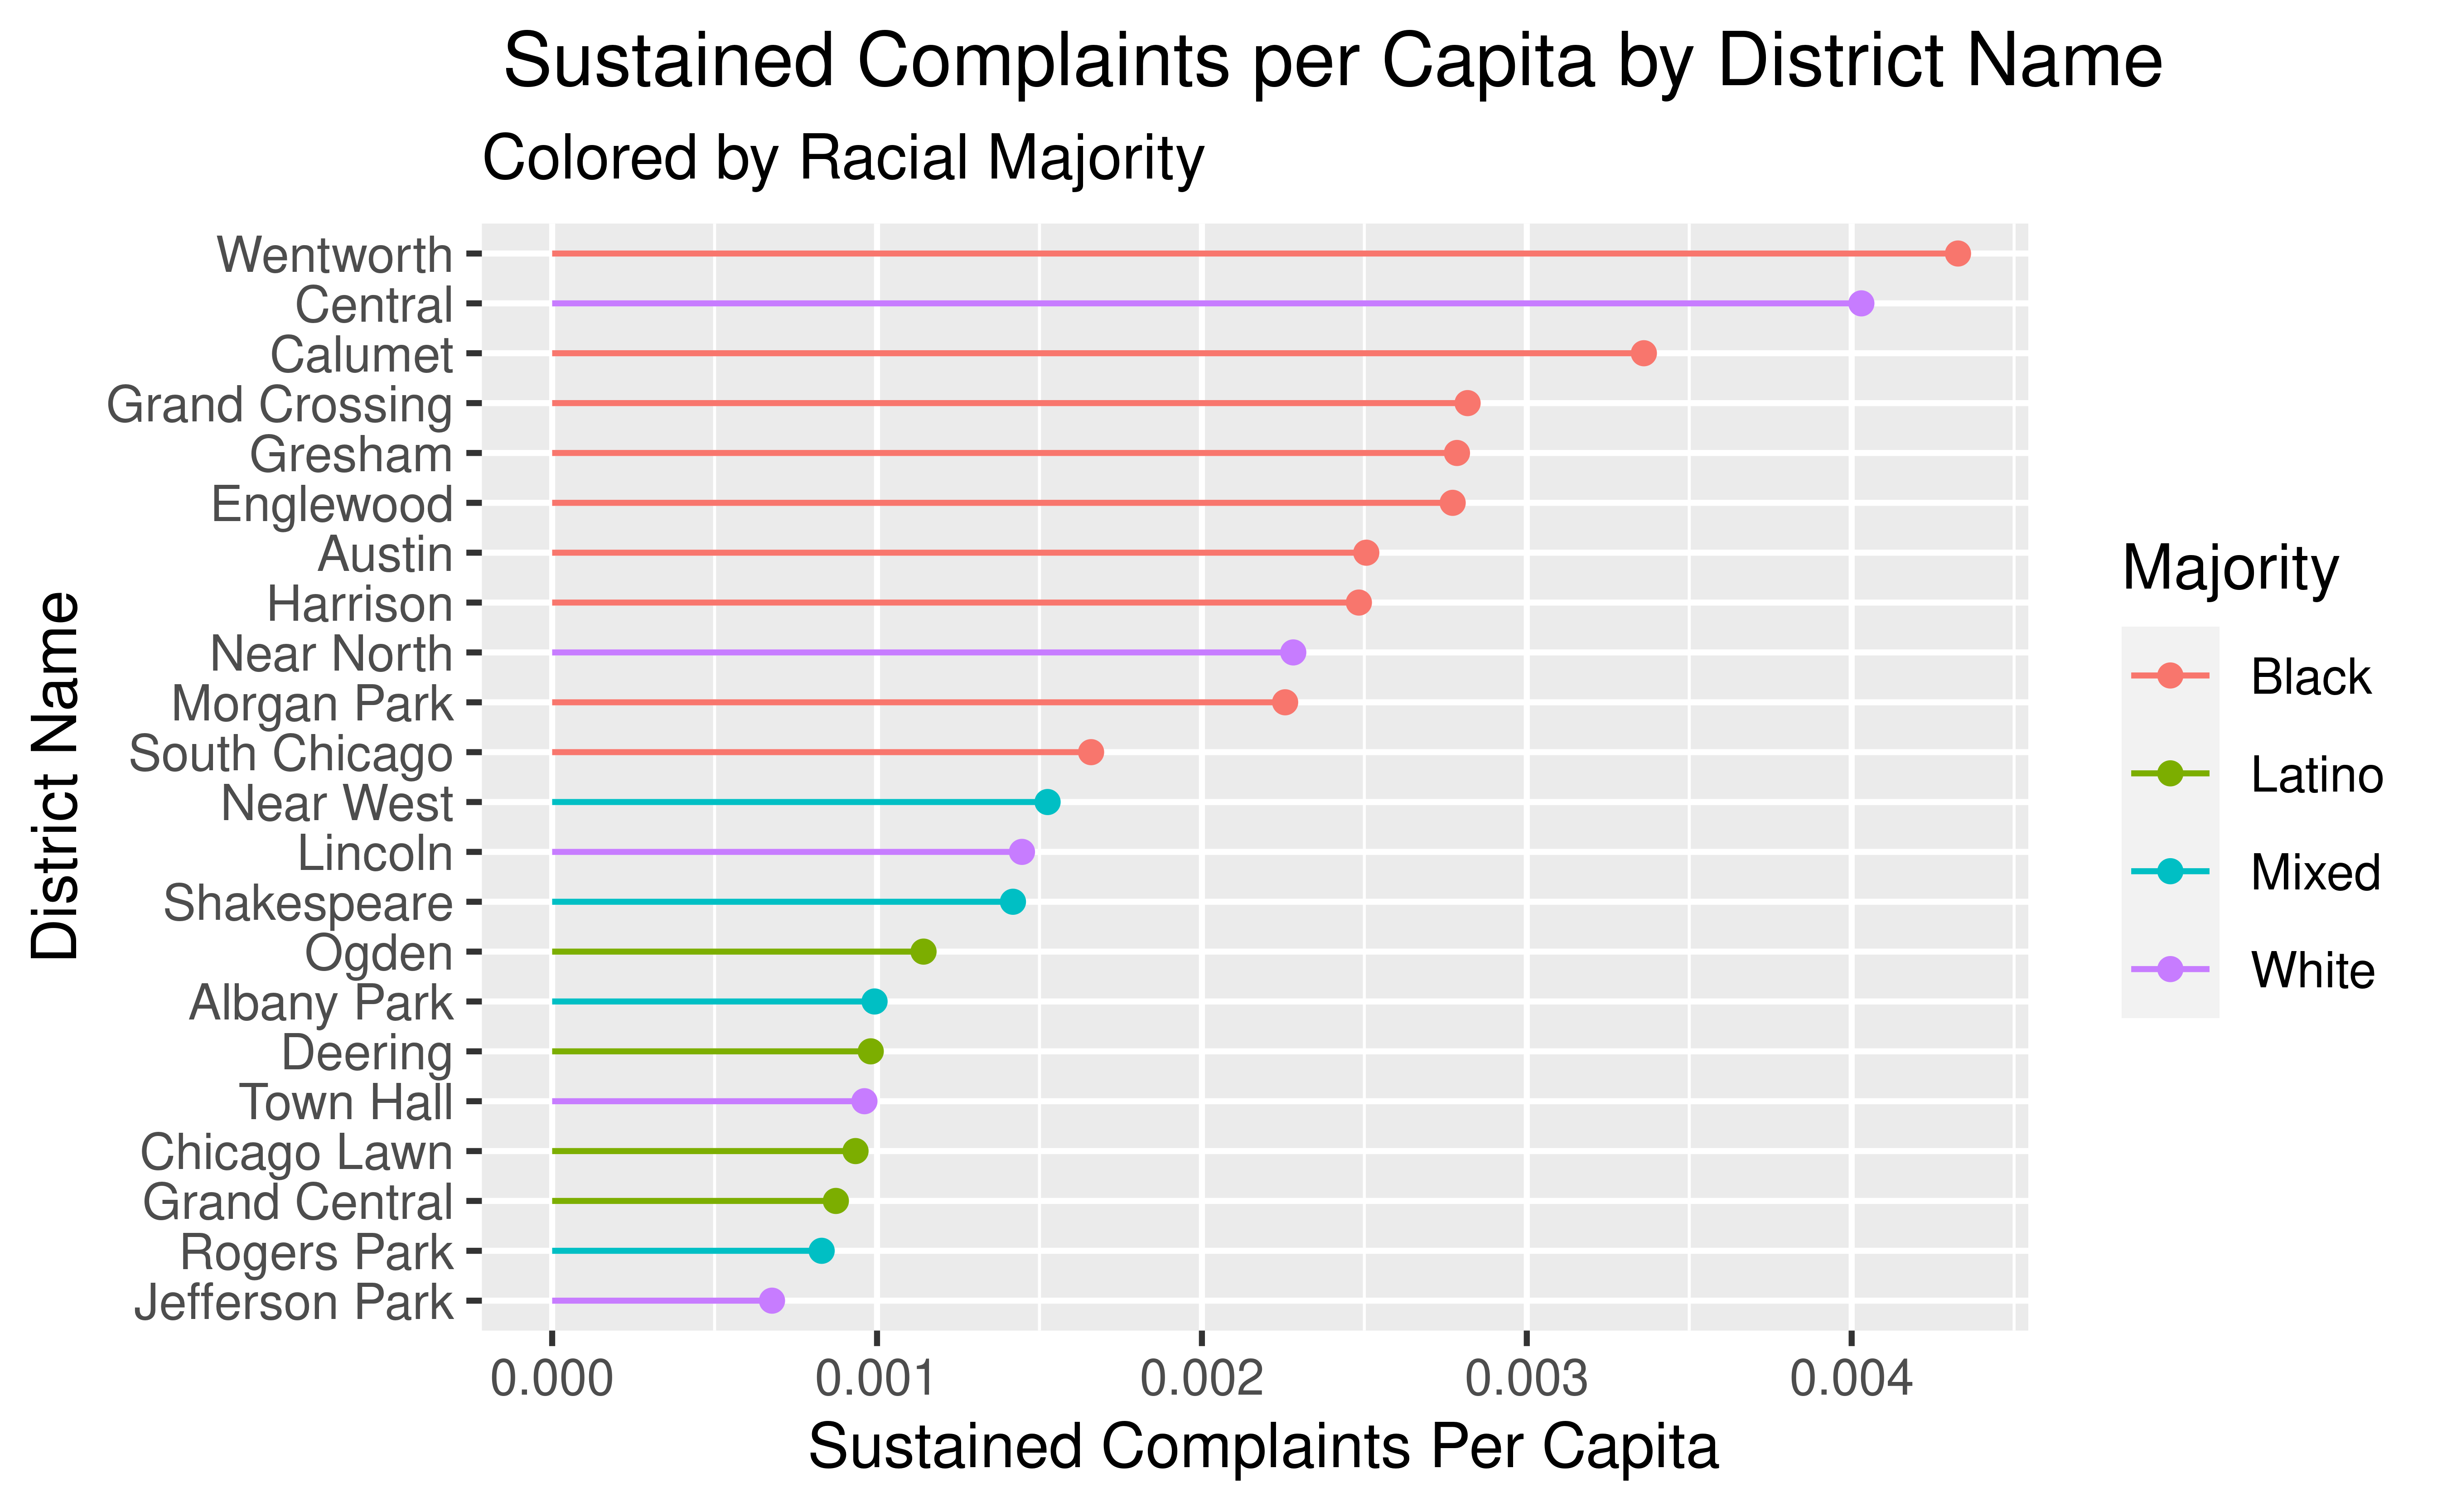 Sustained Complaints per Capita by District Name
Colored by Racial Majority
District Name
Wentworth
Central
Calumet
Grand Crossing
Gresham
Englewood
Austin
Harrison
Near North
Morgan Park
South Chicago
Near West
Lincoln
Shakespeare
Ogden
Albany Park
Deering
Town Hall
Chicago Lawn
Grand Central
Rogers Park
Jefferson Park
0.000 0.001 0.002 0.003 0.004
Sustained Complaints Per Capita
Majority
Black
Latino
Mixed
White